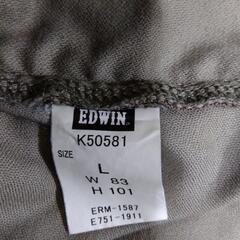 EDWIN
K50581
SIZE
L
W 83
H 101
ERM-1587
E751-1911